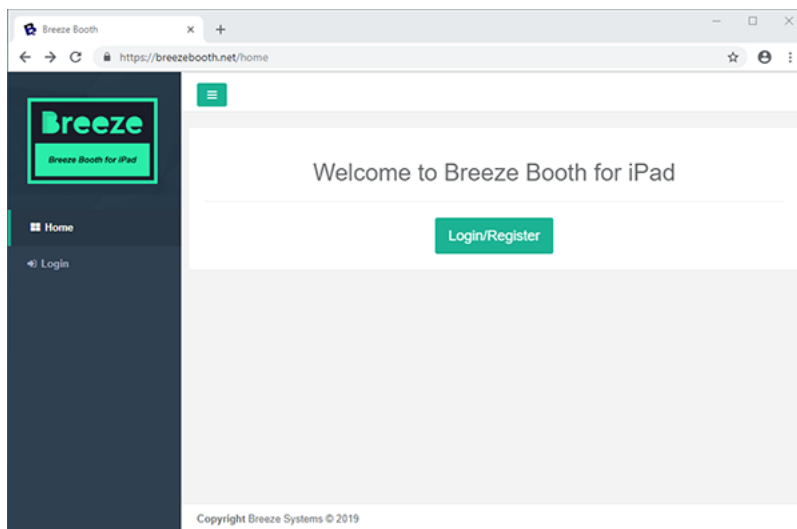 Breeze Booth
https://breezebooth.net/home
Breeze
Breeze Booth for iPad
Home
Login
Welcome to Breeze Booth for iPad
Login/Register
Copyright Breeze Systems © 2019